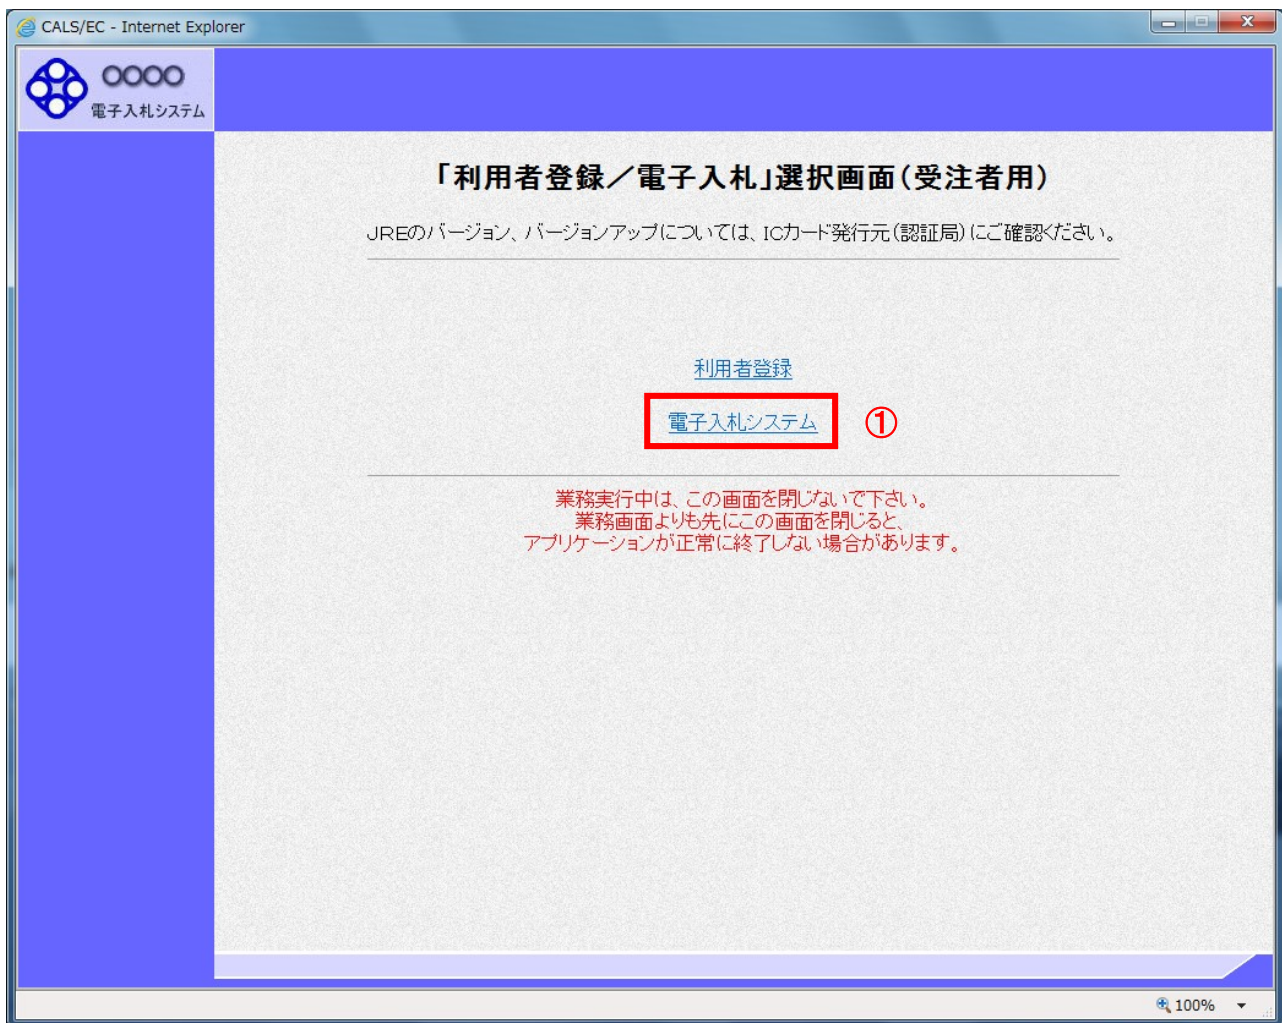 CALS/EC - Internet Explorer
○○○○
電子入札システム
「利用者登録／電子入札」選択画面(受注者用)
JREのバージョン、バージョンアップについては、ICカード発行元(認証局)にご確認ください。
利用者登録
電子入札システム ①
業務実行中は、この画面を閉じないで下さい。
業務画面よりも先にこの画面を閉じると、
アプリケーションが正常に終了しない場合があります。
100%